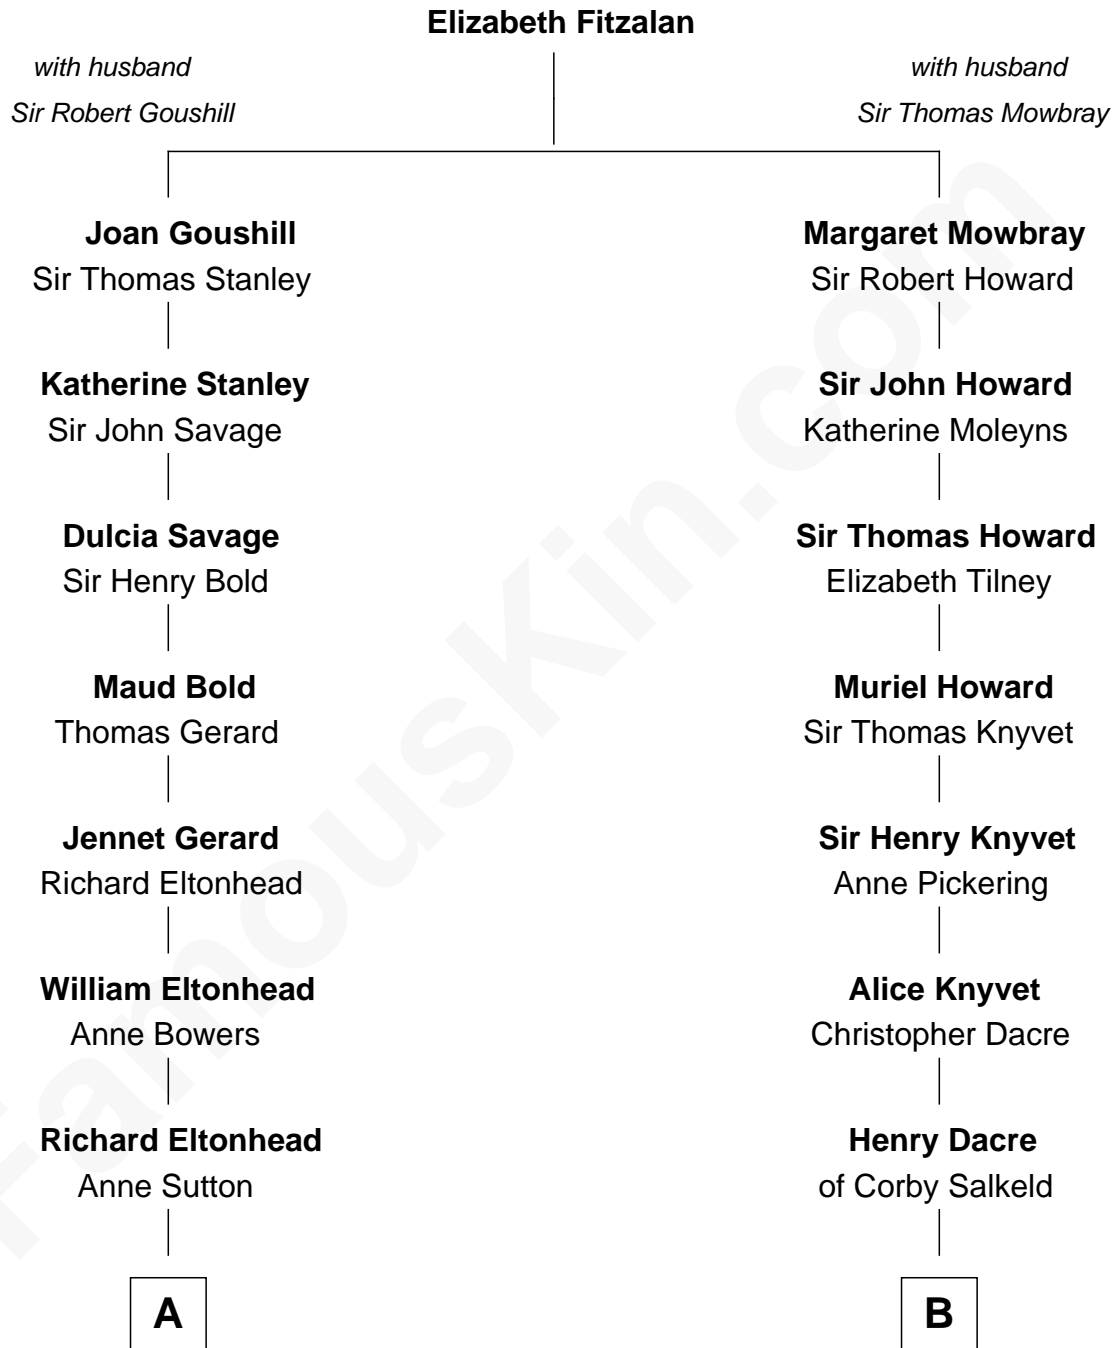 Elizabeth Fitzalan
with husband
Sir Robert Goushill
with husband
Sir Thomas Mowbray
Joan Goushill
Sir Thomas Stanley
Margaret Mowbray
Sir Robert Howard
Katherine Stanley
Sir John Savage
Sir John Howard
Katherine Moleyns
Dulcia Savage
Sir Henry Bold
Sir Thomas Howard
Elizabeth Tilney
Maud Bold
Thomas Gerard
Muriel Howard
Sir Thomas Knyvet
Jennet Gerard
Richard Eltonhead
Sir Henry Knyvet
Anne Pickering
William Eltonhead
Anne Bowers
Alice Knyvet
Christopher Dacre
Richard Eltonhead
Anne Sutton
Henry Dacre
of Corby Salkeld
A
B
FamousKin.com